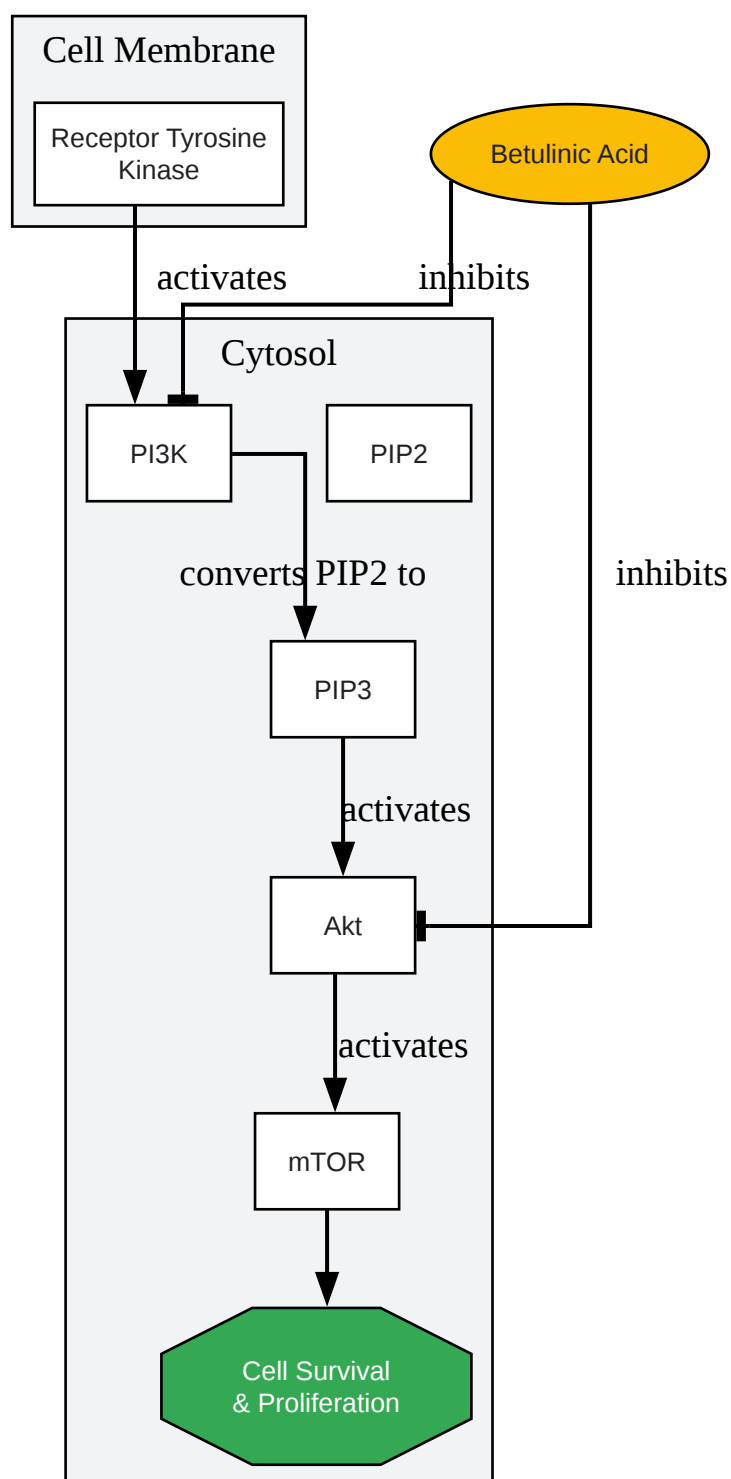 Cell Membrane
Receptor Tyrosine
Kinase
Betulinic Acid
activates
inhibits
Cytosol
PI3K
PIP2
converts PIP2 to
inhibits
PIP3
activates
Akt
activates
mTOR
Cell Survival
& Proliferation